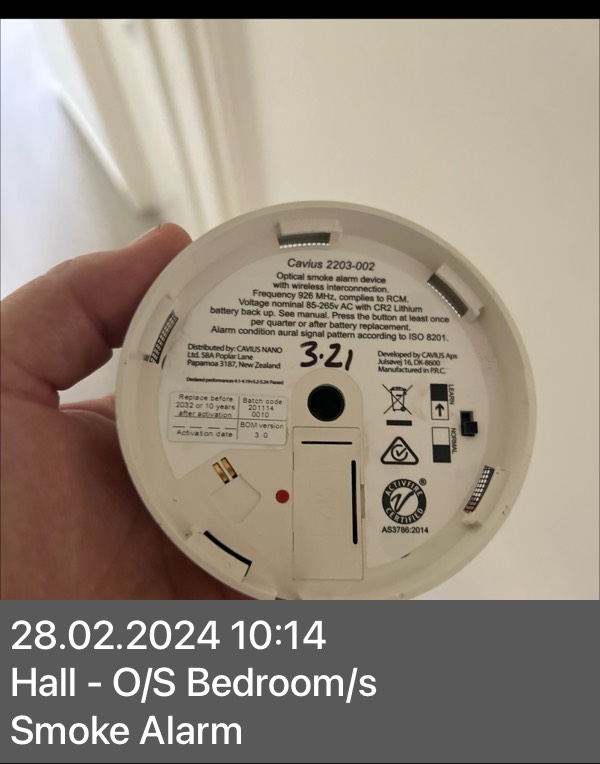 Cavius 2203-002
Optical smoke alarm device
with wireless interconnection.
Frequency 926 MHz, complies to RCM.
Voltage nominal 85-265v AC with CR2 Lithium
battery back up. See manual. Press the button at least once
per quarter or after battery replacement.
Alarm condition aural signal pattern according to ISO 8201.
Distributed by: CAVIUS NANO
Ltd. 58A Poplar Lane
Papamoa 3187, New Zealand
3.21
Developed by CAVIUS Aps
Julsøvej 16, DK-8600
Manufactured in P.R.C.
Replace before
2032 or 10 years
after activation
Activation date
Batch code
201114
0010
BOM version
3.0
LEARN
NORMAL
ACTIVFIRE
CERTIFIED
®
AS3786:2014
28.02.2024 10:14
Hall - O/S Bedroom/s
Smoke Alarm